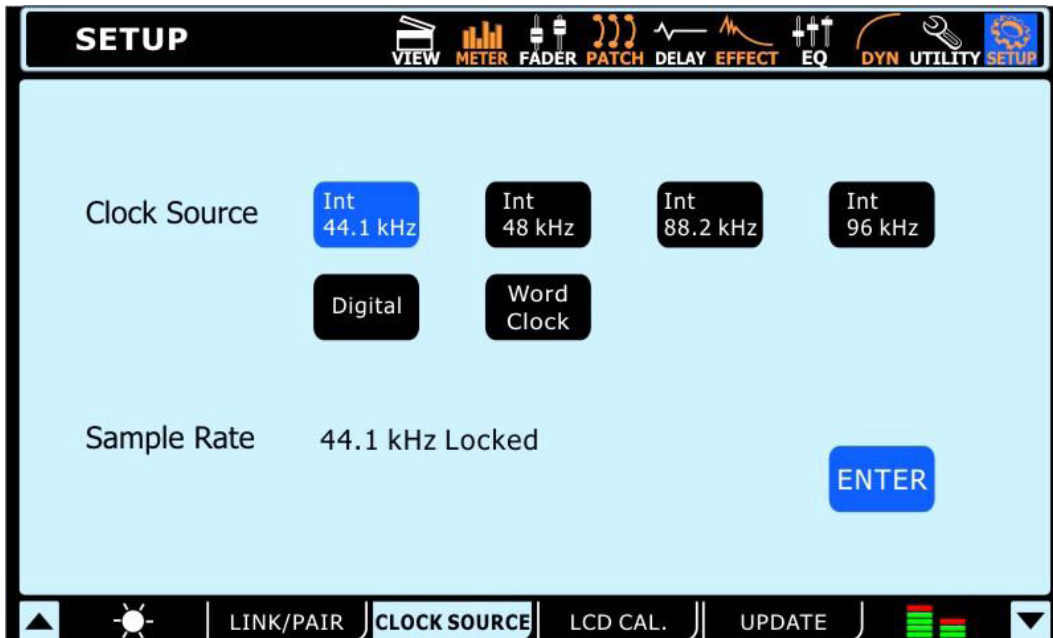 SETUP
VIEW METER FADER PATCH DELAY EFFECT EQ DYN UTILITY SETUP
Clock Source
Int
44.1 kHz
Int
48 kHz
Int
88.2 kHz
Int
96 kHz
Digital
Word
Clock
Sample Rate 44.1 kHz Locked
ENTER
LINK/PAIR CLOCK SOURCE LCD CAL. UPDATE